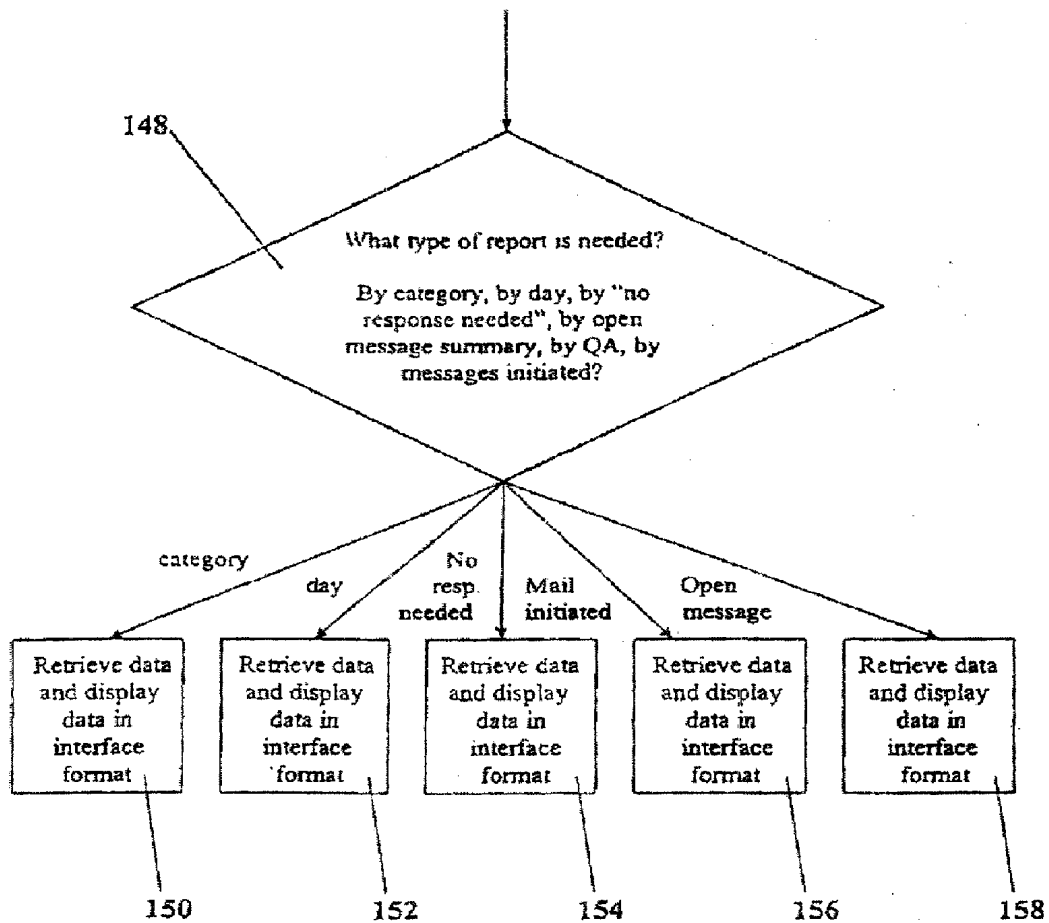 148
What type of report is needed?
By category, by day, by "no
response needed", by open
message summary, by QA, by
messages initiated?
category
day
No
resp.
needed
Mail
initiated
Open
message
Retrieve data
and display
data in
interface
format
Retrieve data
and display
data in
interface
format
Retrieve data
and display
data in
interface
format
Retrieve data
and display
data in
interface
format
Retrieve data
and display
data in
interface
format
150
152
154
156
158